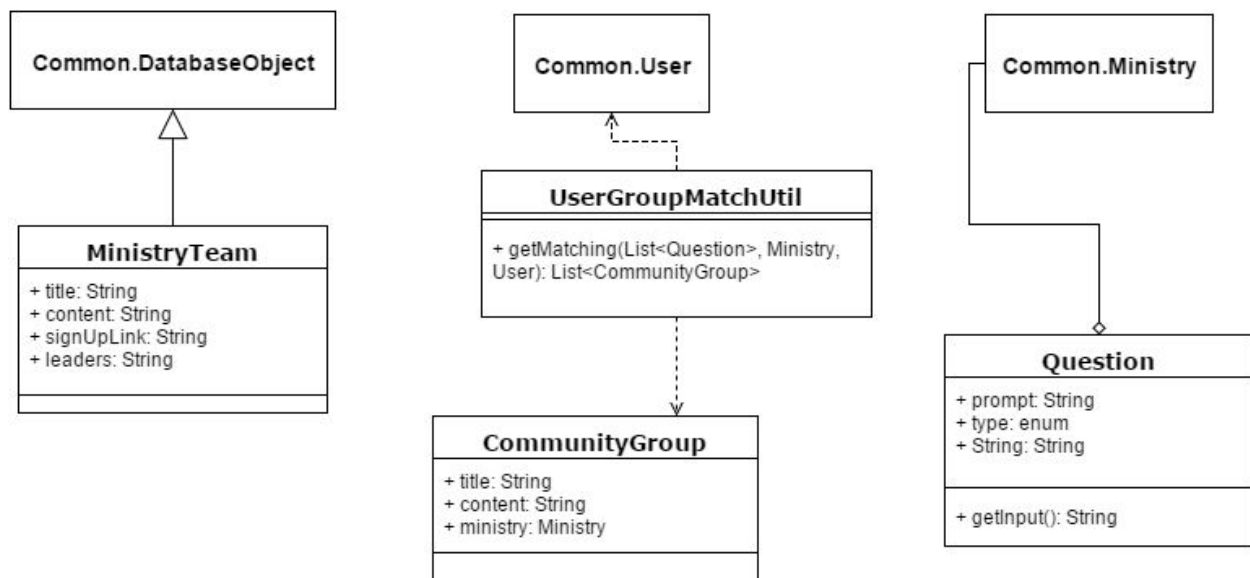 Common.DatabaseObject
Common.User
Common.Ministry
UserGroupMatchUtil
+ getMatching(List<Question>, Ministry,
User): List<CommunityGroup>
MinistryTeam
+ title: String
+ content: String
+ signUpLink: String
+ leaders: String
Question
+ prompt: String
+ type: enum
+ String: String
+ getInput(): String
CommunityGroup
+ title: String
+ content: String
+ ministry: Ministry